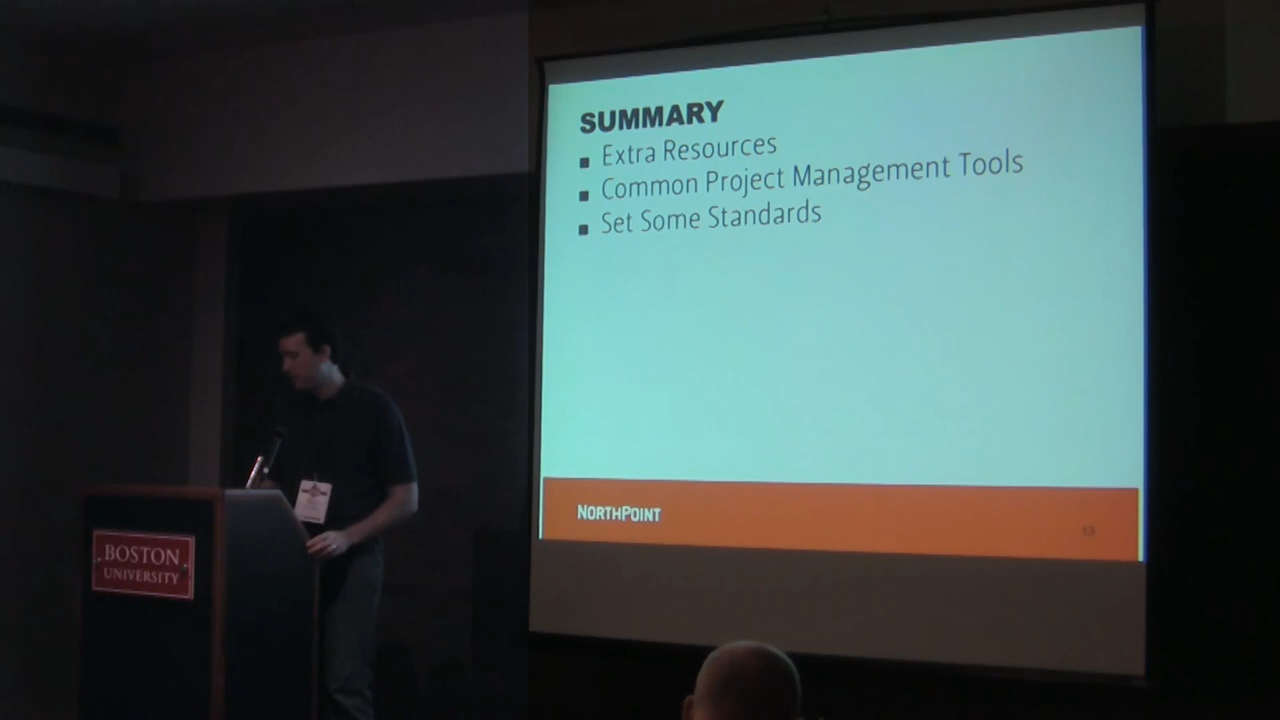 SUMMARY
Extra Resources
Common Project Management Tools
Set Some Standards
NORTHPOINT
BOSTON
UNIVERSITY